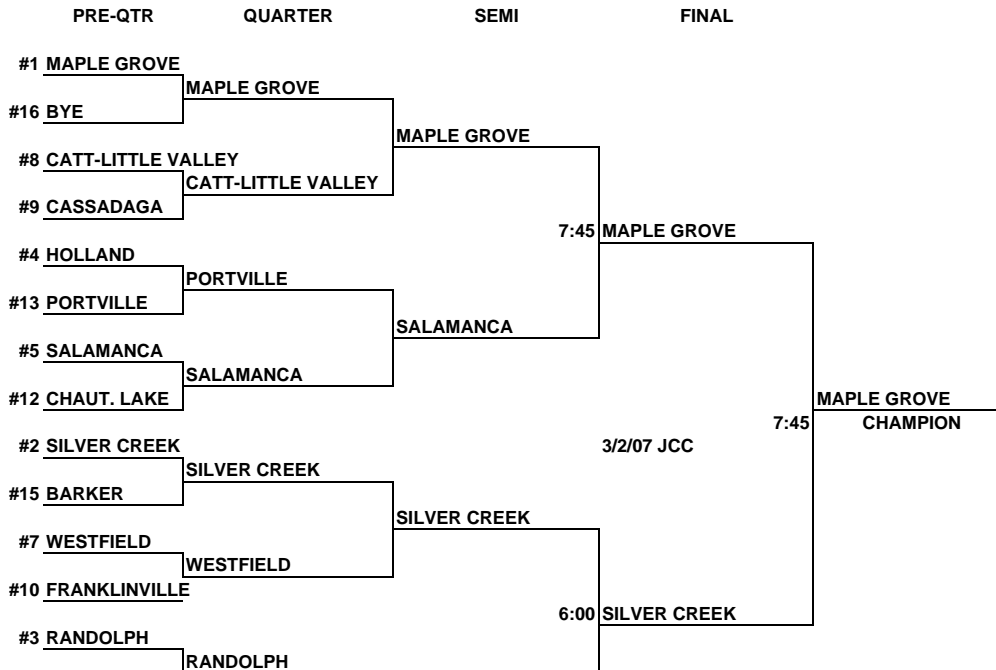 PRE-QTR QUARTER SEMI FINAL
#1 MAPLE GROVE
MAPLE GROVE
#16 BYE
MAPLE GROVE
#8 CATT-LITTLE VALLEY
CATT-LITTLE VALLEY
#9 CASSADAGA
7:45 MAPLE GROVE
#4 HOLLAND
PORTVILLE
#13 PORTVILLE
SALAMANCA
#5 SALAMANCA
SALAMANCA
#12 CHAUT. LAKE
MAPLE GROVE
7:45 CHAMPION
#2 SILVER CREEK
3/2/07 JCC
SILVER CREEK
#15 BARKER
SILVER CREEK
#7 WESTFIELD
WESTFIELD
#10 FRANKLINVILLE
6:00 SILVER CREEK
#3 RANDOLPH
RANDOLPH